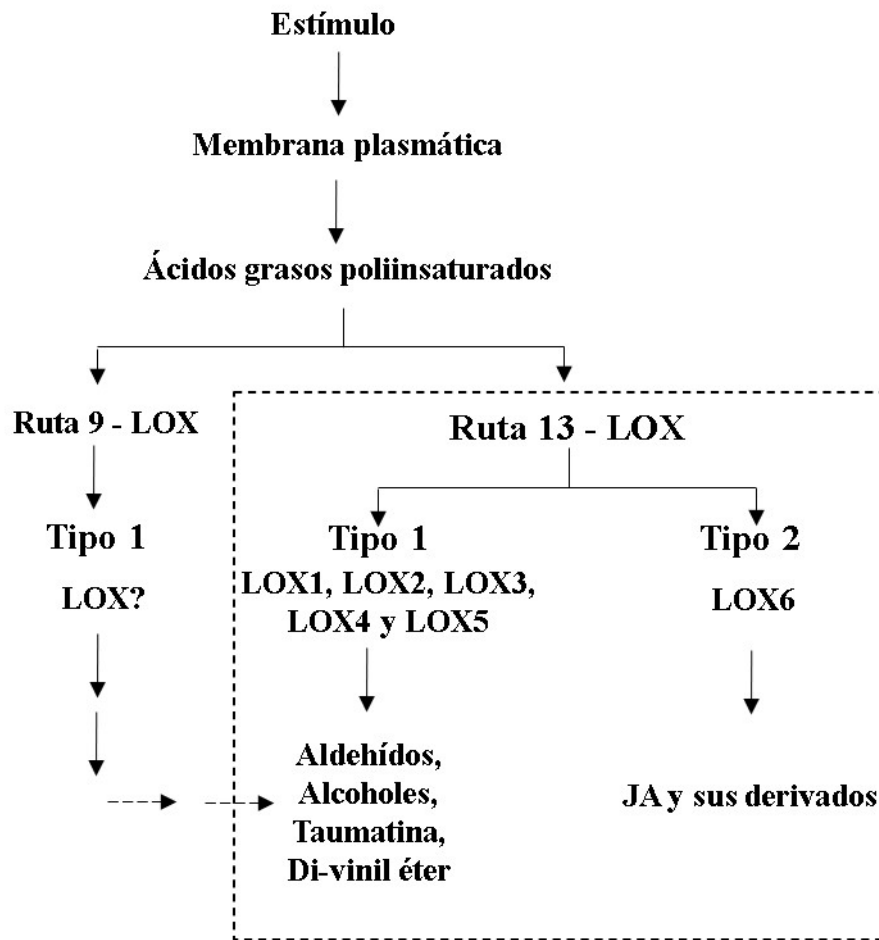 Estímulo
Membrana plasmática
Ácidos grasos poliinsaturados
Ruta 9 - LOX
Ruta 13 - LOX
Tipo 1
Tipo 1
Tipo 2
LOX?
LOX1, LOX2, LOX3,
LOX4 y LOX5
LOX6
Aldehídos,
Alcoholes,
Taumatina,
Di-vinil éter
JA y sus derivados